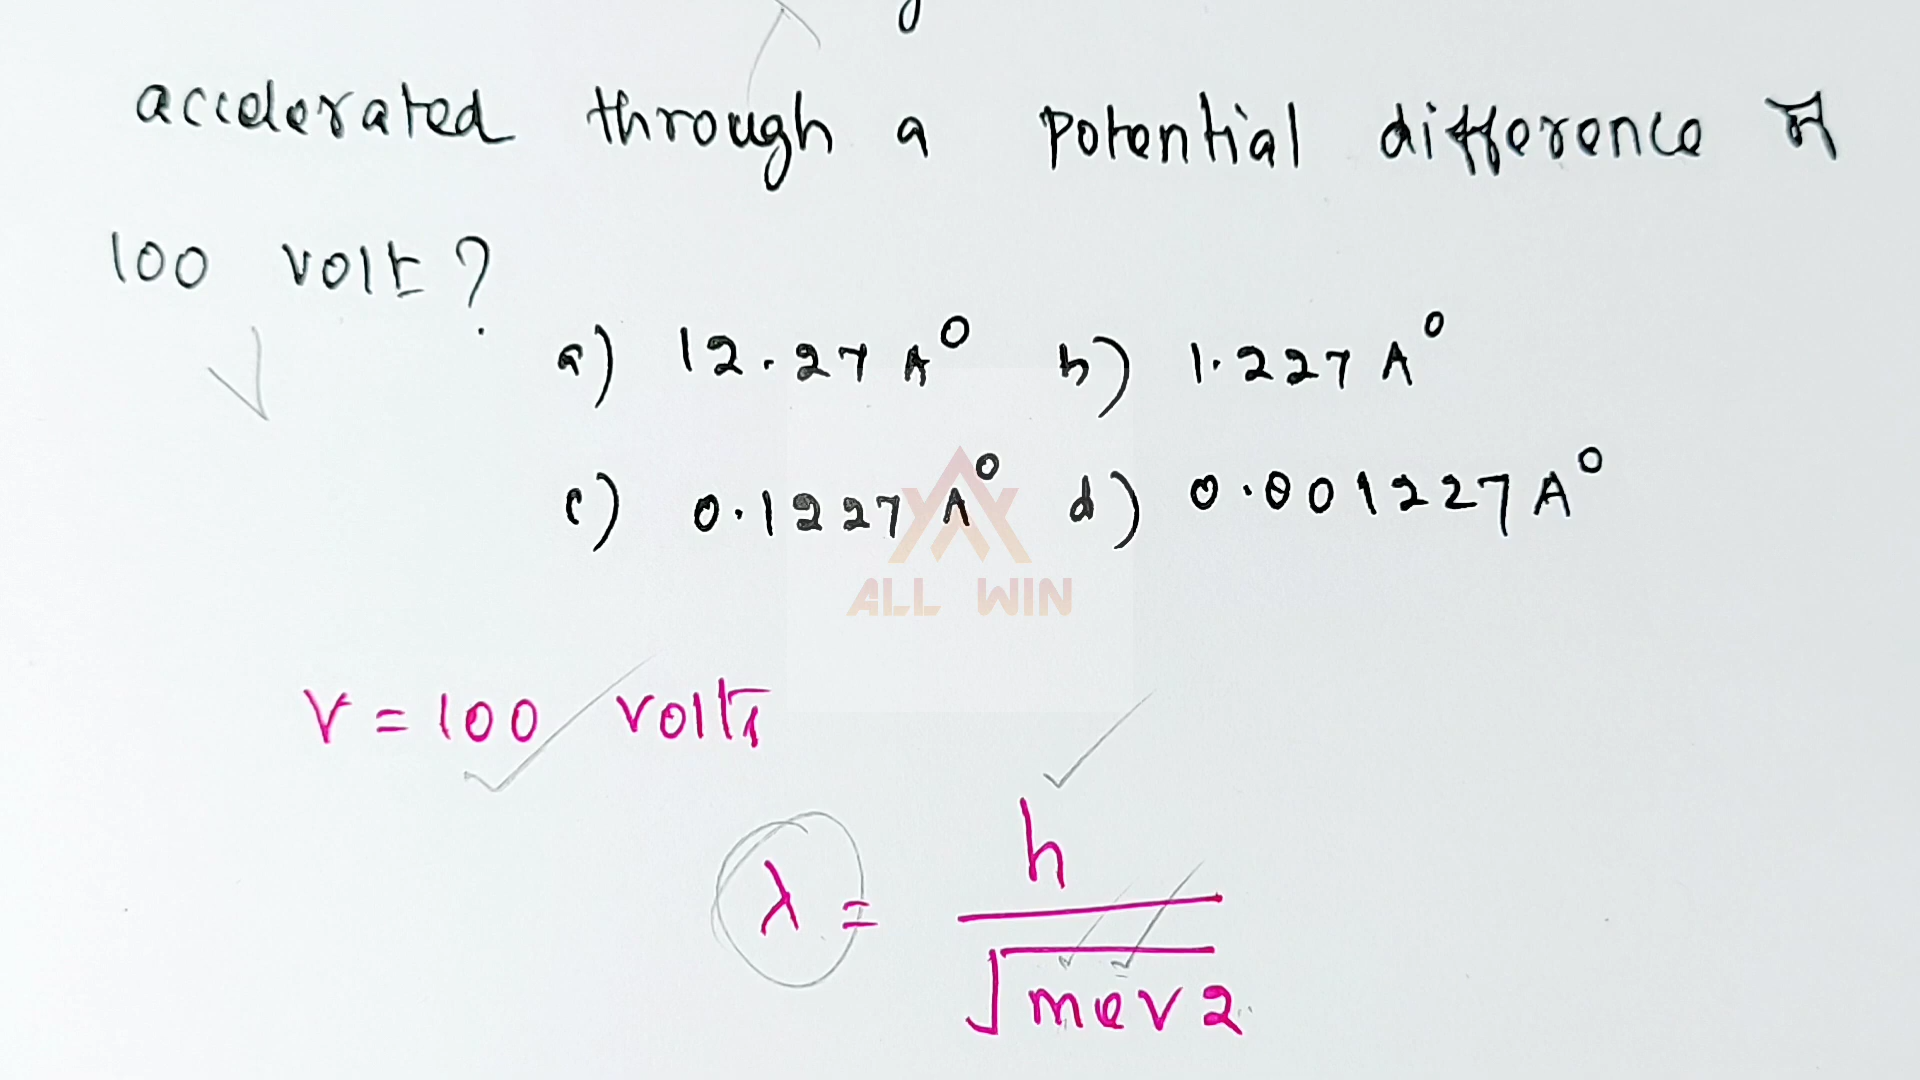 accelerated through a potential difference of
100 volt?
a) 12.27 A° b) 1.227 A°
c) 0.1227 A° d) 0.001227 A°
ALL WIN
V = 100 volts
λ = h
√meV2